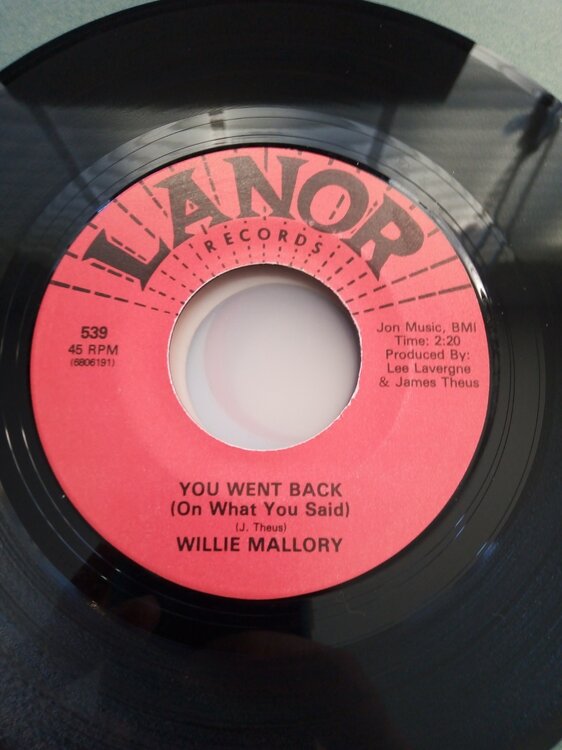 LANOR
RECORDS
539
45 RPM
(6806191)
Jon Music, BMI
Time: 2:20
Produced By:
Lee Lavergne
& James Theus
YOU WENT BACK
(On What You Said)
(J. Theus)
WILLIE MALLORY